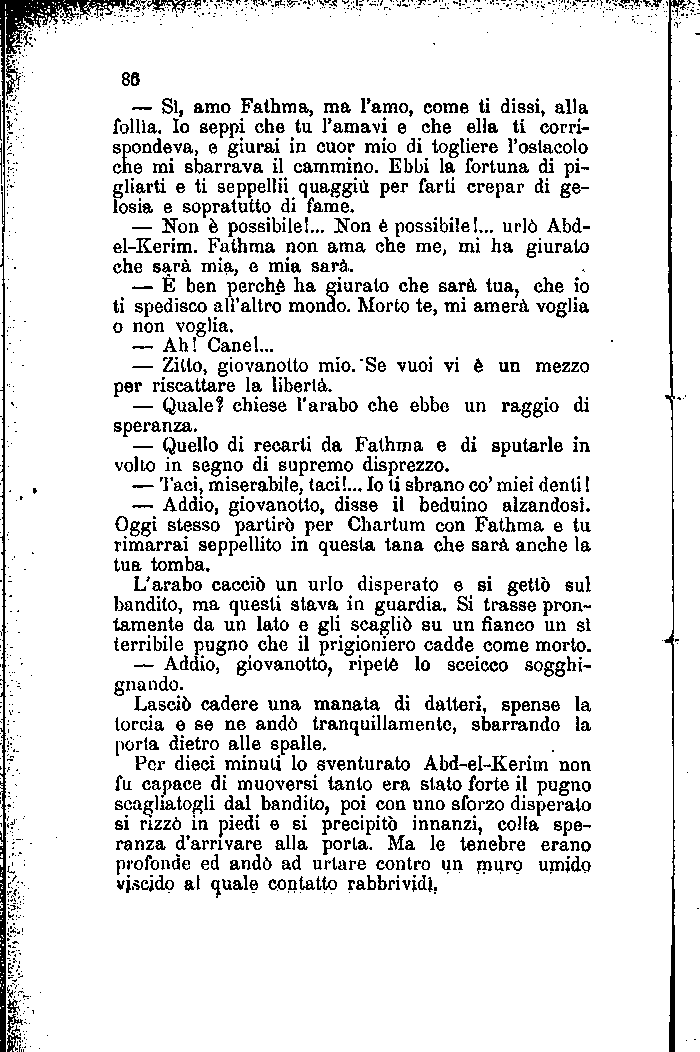 86
— Sì, amo Fathma, ma l'amo, come ti dissi, alla
follìa. Io seppi che tu l'amavi e che ella ti corri-
spondeva, e giurai in cuor mio di togliere l'ostacolo
che mi sbarrava il cammino. Ebbi la fortuna di pi-
gliarti e ti seppellii quaggiù per farti crepar di ge-
losia e sopratutto di fame.
— Non è possibile!... Non è possibile!... urlò Abd-
el-Kerim. Fathma non ama che me, mi ha giurato
che sarà mia, e mia sarà.
— È ben perchè ha giurato che sarà tua, che io
ti spedisco all'altro mondo. Morto te, mi amerà voglia
o non voglia.
— Ah! Cane!...
— Zitto, giovanotto mio. Se vuoi vi è un mezzo
per riscattare la libertà.
— Quale? chiese l'arabo che ebbe un raggio di
speranza.
— Quello di recarti da Fathma e di sputarle in
volto in segno di supremo disprezzo.
— Taci, miserabile, taci!... Io ti sbrano co' miei denti!
— Addio, giovanotto, disse il beduino alzandosi.
Oggi stesso partirò per Chartum con Fathma e tu
rimarrai seppellito in questa tana che sarà anche la
tua tomba.
L'arabo cacciò un urlo disperato e si gettò sul
bandito, ma questi stava in guardia. Si trasse pron-
tamente da un lato e gli scagliò su un fianco un sì
terribile pugno che il prigioniero cadde come morto.
— Addio, giovanotto, ripetè lo sceicco sogghi-
gnando.
Lasciò cadere una manata di datteri, spense la
torcia e se ne andò tranquillamente, sbarrando la
porta dietro alle spalle.
Per dieci minuti lo sventurato Abd-el-Kerim non
fu capace di muoversi tanto era stato forte il pugno
scagliatogli dal bandito, poi con uno sforzo disperato
si rizzò in piedi e si precipitò innanzi, colla spe-
ranza d'arrivare alla porta. Ma le tenebre erano
profonde ed andò ad urtare contro un muro umido
viscido al quale contatto rabbrividì.